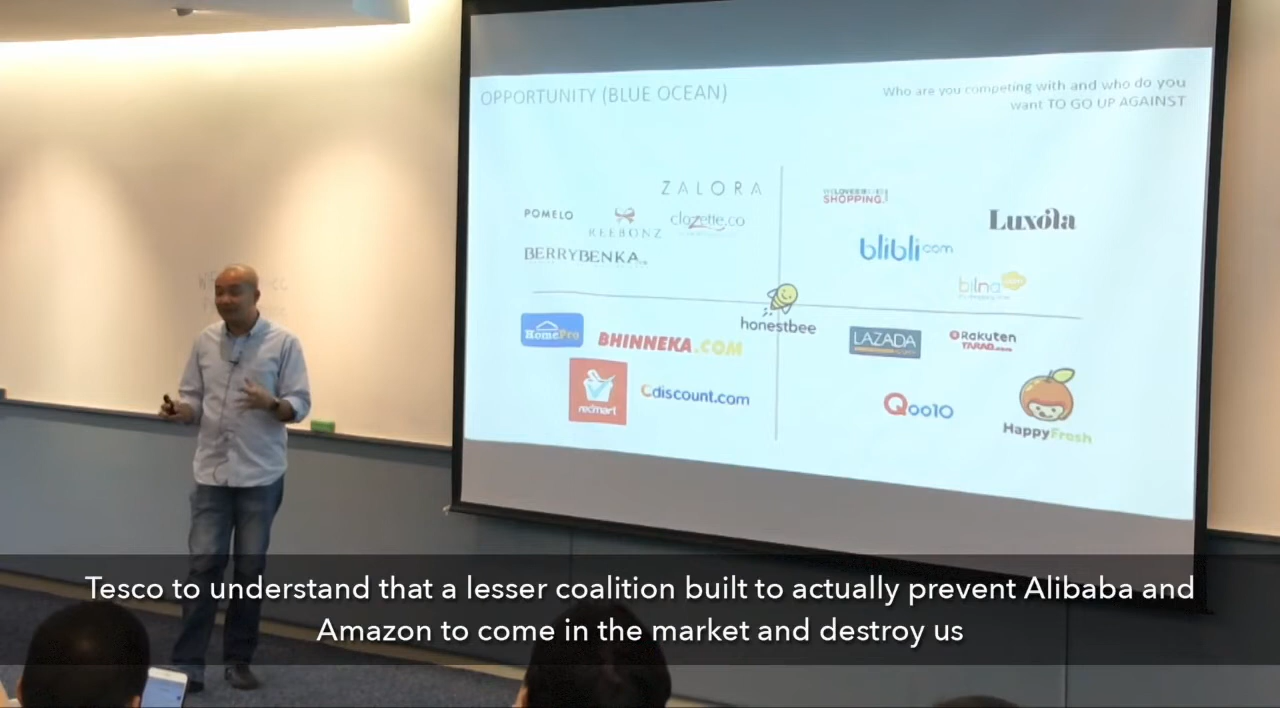 OPPORTUNITY (BLUE OCEAN)
Who are you competing with and who do you
want TO GO UP AGAINST
ZALORA
POMELO
REEBONZ
clozette.co
BERRYBENKA
SHOPPING
Luxola
blibli.com
bilna
honestbee
HomePro
BHINNEKA.COM
LAZADA
Rakuten
TARAD.com
redmart
Cdiscount.com
Qoo10
HappyFresh
Tesco to understand that a lesser coalition built to actually prevent Alibaba and
Amazon to come in the market and destroy us